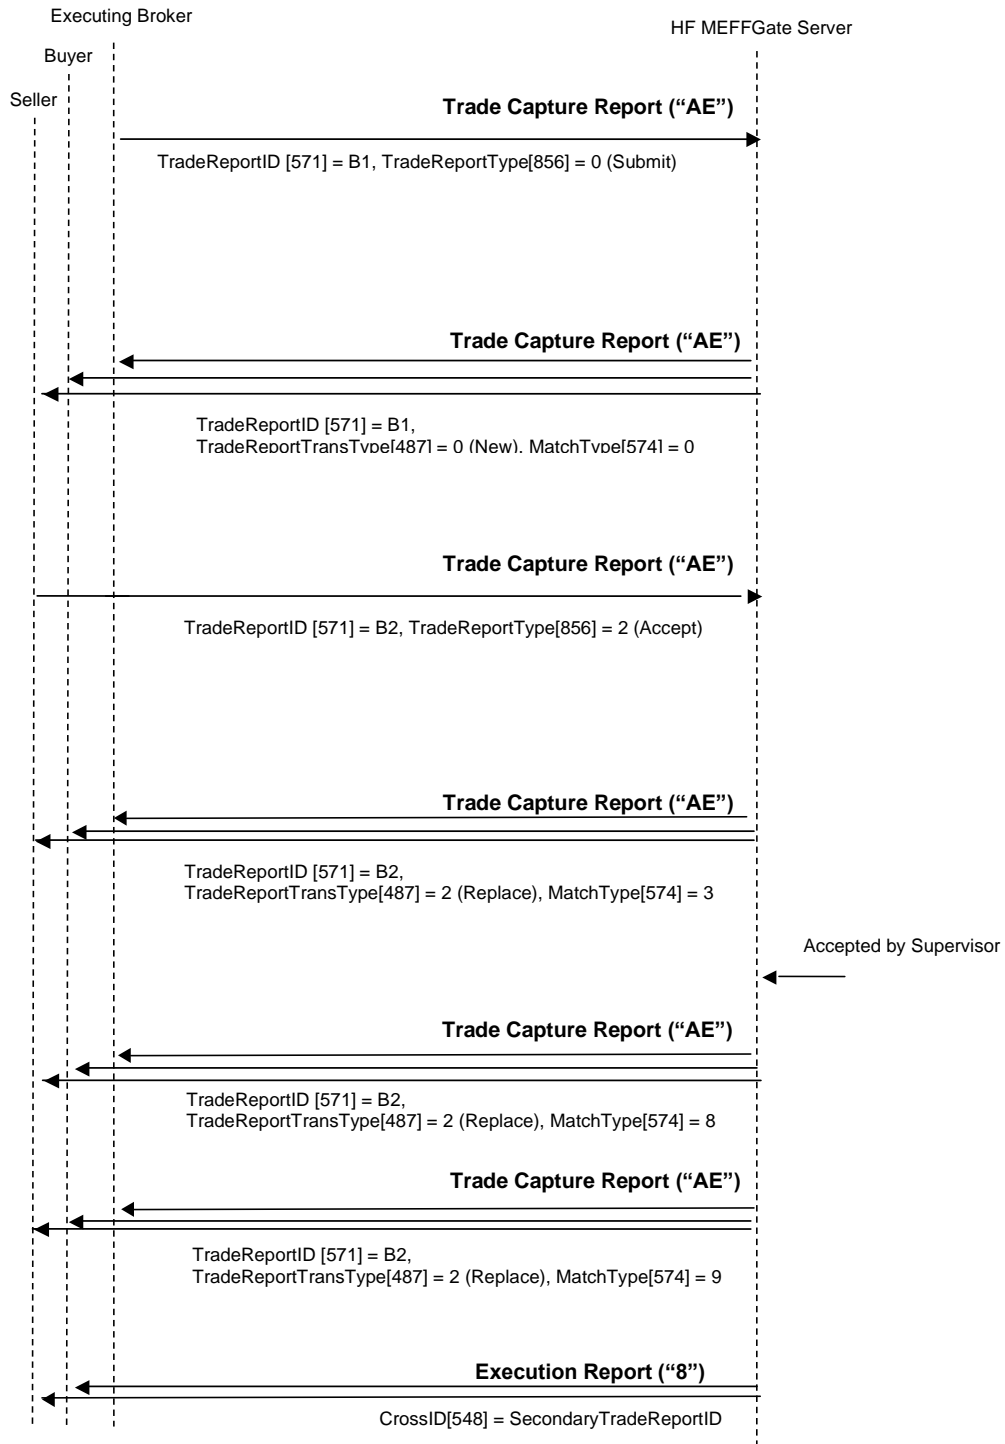 Executing Broker
HF MEFFGate Server
Buyer
Seller
Trade Capture Report (“AE”)
TradeReportID [571] = B1, TradeReportType[856] = 0 (Submit)
Trade Capture Report (“AE”)
TradeReportID [571] = B1,
TradeReportTransType[487] = 0 (New), MatchType[574] = 0
Trade Capture Report (“AE”)
TradeReportID [571] = B2, TradeReportType[856] = 2 (Accept)
Trade Capture Report (“AE”)
TradeReportID [571] = B2,
TradeReportTransType[487] = 2 (Replace), MatchType[574] = 3
Accepted by Supervisor
Trade Capture Report (“AE”)
TradeReportID [571] = B2,
TradeReportTransType[487] = 2 (Replace), MatchType[574] = 8
Trade Capture Report (“AE”)
TradeReportID [571] = B2,
TradeReportTransType[487] = 2 (Replace), MatchType[574] = 9
Execution Report (“8”)
CrossID[548] = SecondaryTradeReportID